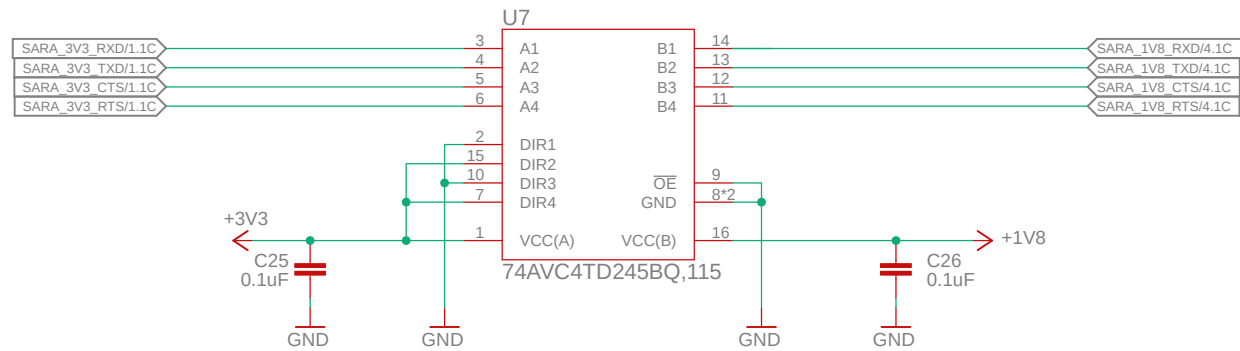 U7
SARA_3V3_RXD/1.1C 3 A1 B1 14 SARA_1V8_RXD/4.1C
SARA_3V3_TXD/1.1C 4 A2 B2 13 SARA_1V8_TXD/4.1C
SARA_3V3_CTS/1.1C 5 A3 B3 12 SARA_1V8_CTS/4.1C
SARA_3V3_RTS/1.1C 6 A4 B4 11 SARA_1V8_RTS/4.1C
2 DIR1
15 DIR2
10 DIR3 OE 9
7 DIR4 GND 8*2
+3V3 1 VCC(A) VCC(B) 16 +1V8
C25 74AVC4TD245BQ,115 C26
0.1uF 0.1uF
GND GND GND GND